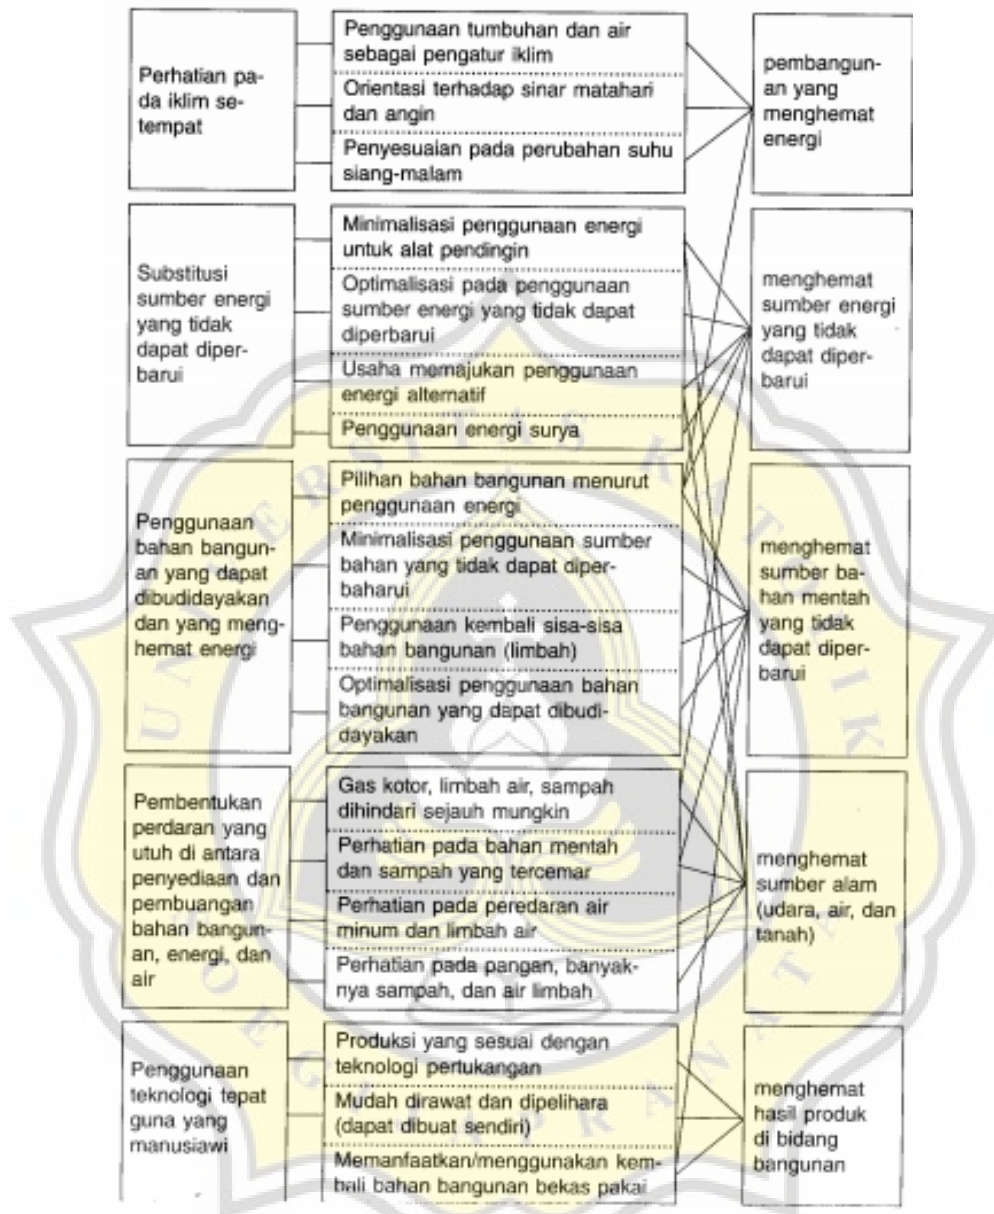 Perhatian pa-
da iklim se-
tempat
Penggunaan tumbuhan dan air
sebagai pengatur iklim
Orientasi terhadap sinar matahari
dan angin
Penyesuaian pada perubahan suhu
siang-malam
pembangun-
an yang
menghemat
energi
Substitusi
sumber energi
yang tidak
dapat diper-
barui
Minimalisasi penggunaan energi
untuk alat pendingin
Optimalisasi pada penggunaan
sumber energi yang tidak dapat
diperbarui
Usaha memajukan penggunaan
energi alternatif
Penggunaan energi surya
menghemat
sumber energi
yang tidak
dapat diper-
barui
Penggunaan
bahan bangun-
an yang dapat
dibudidayakan
dan yang meng-
hemat energi
Pilihan bahan bangunan menurut
penggunaan energi
Minimalisasi penggunaan sumber
bahan yang tidak dapat diper-
baharui
Penggunaan kembali sisa-sisa
bahan bangunan (limbah)
Optimalisasi penggunaan bahan
bangunan yang dapat dibudi-
dayakan
menghemat
sumber ba-
han mentah
yang tidak
dapat diper-
barui
Pembentukan
perdaran yang
utuh di antara
penyediaan dan
pembuangan
bahan bangun-
an, energi, dan
air
Gas kotor, limbah air, sampah
dihindari sejauh mungkin
Perhatian pada bahan mentah
dan sampah yang tercemar
Perhatian pada peredaran air
minum dan limbah air
Perhatian pada pangan, banyak-
nya sampah, dan air limbah
menghemat
sumber alam
(udara, air, dan
tanah)
Penggunaan
teknologi tepat
guna yang
manusiawi
Produksi yang sesuai dengan
teknologi pertukangan
Mudah dirawat dan dipelihara
(dapat dibuat sendiri)
Memanfaatkan/menggunakan kem-
bali bahan bangunan bekas pakai
menghemat
hasil produk
di bidang
bangunan
UNIVERSITAS KATOLIK
SOEGIJAPRANATA